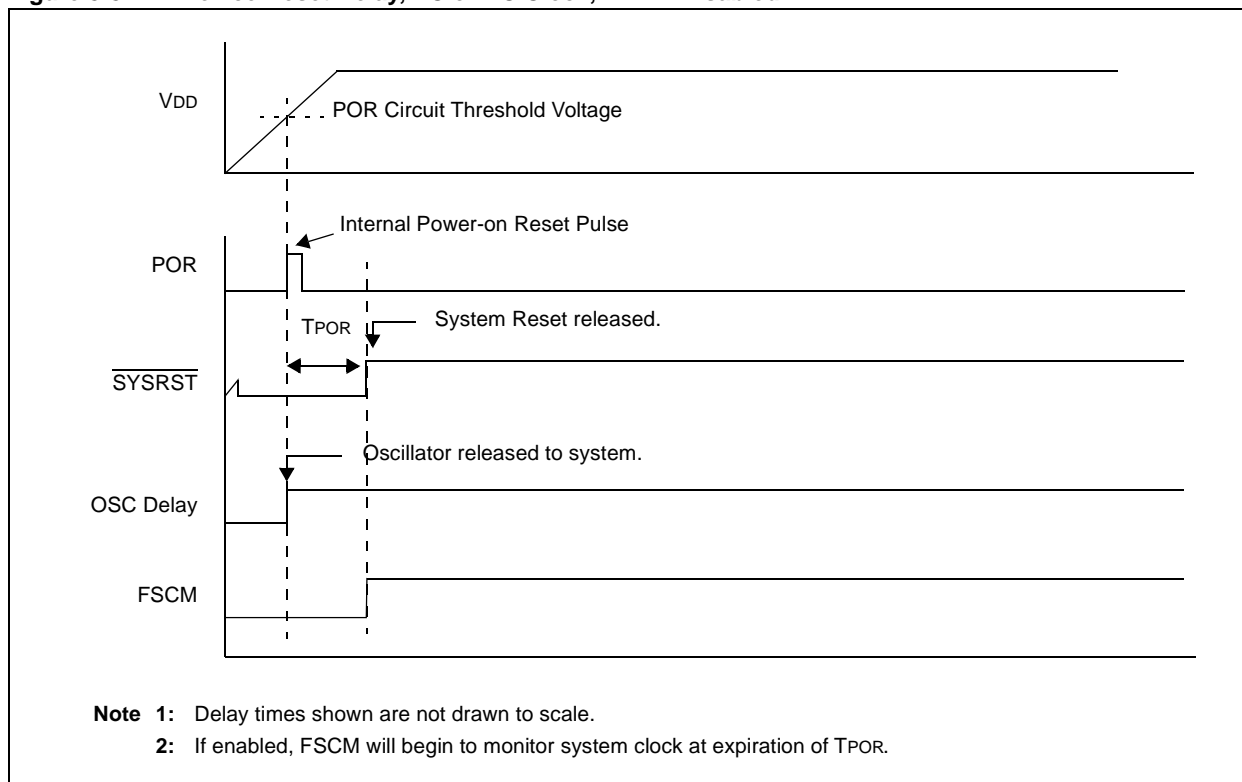 VDD
POR Circuit Threshold Voltage
Internal Power-on Reset Pulse
POR
TPOR
System Reset released.
SYSRST
Oscillator released to system.
OSC Delay
FSCM
Note 1: Delay times shown are not drawn to scale.
2: If enabled, FSCM will begin to monitor system clock at expiration of TPOR.